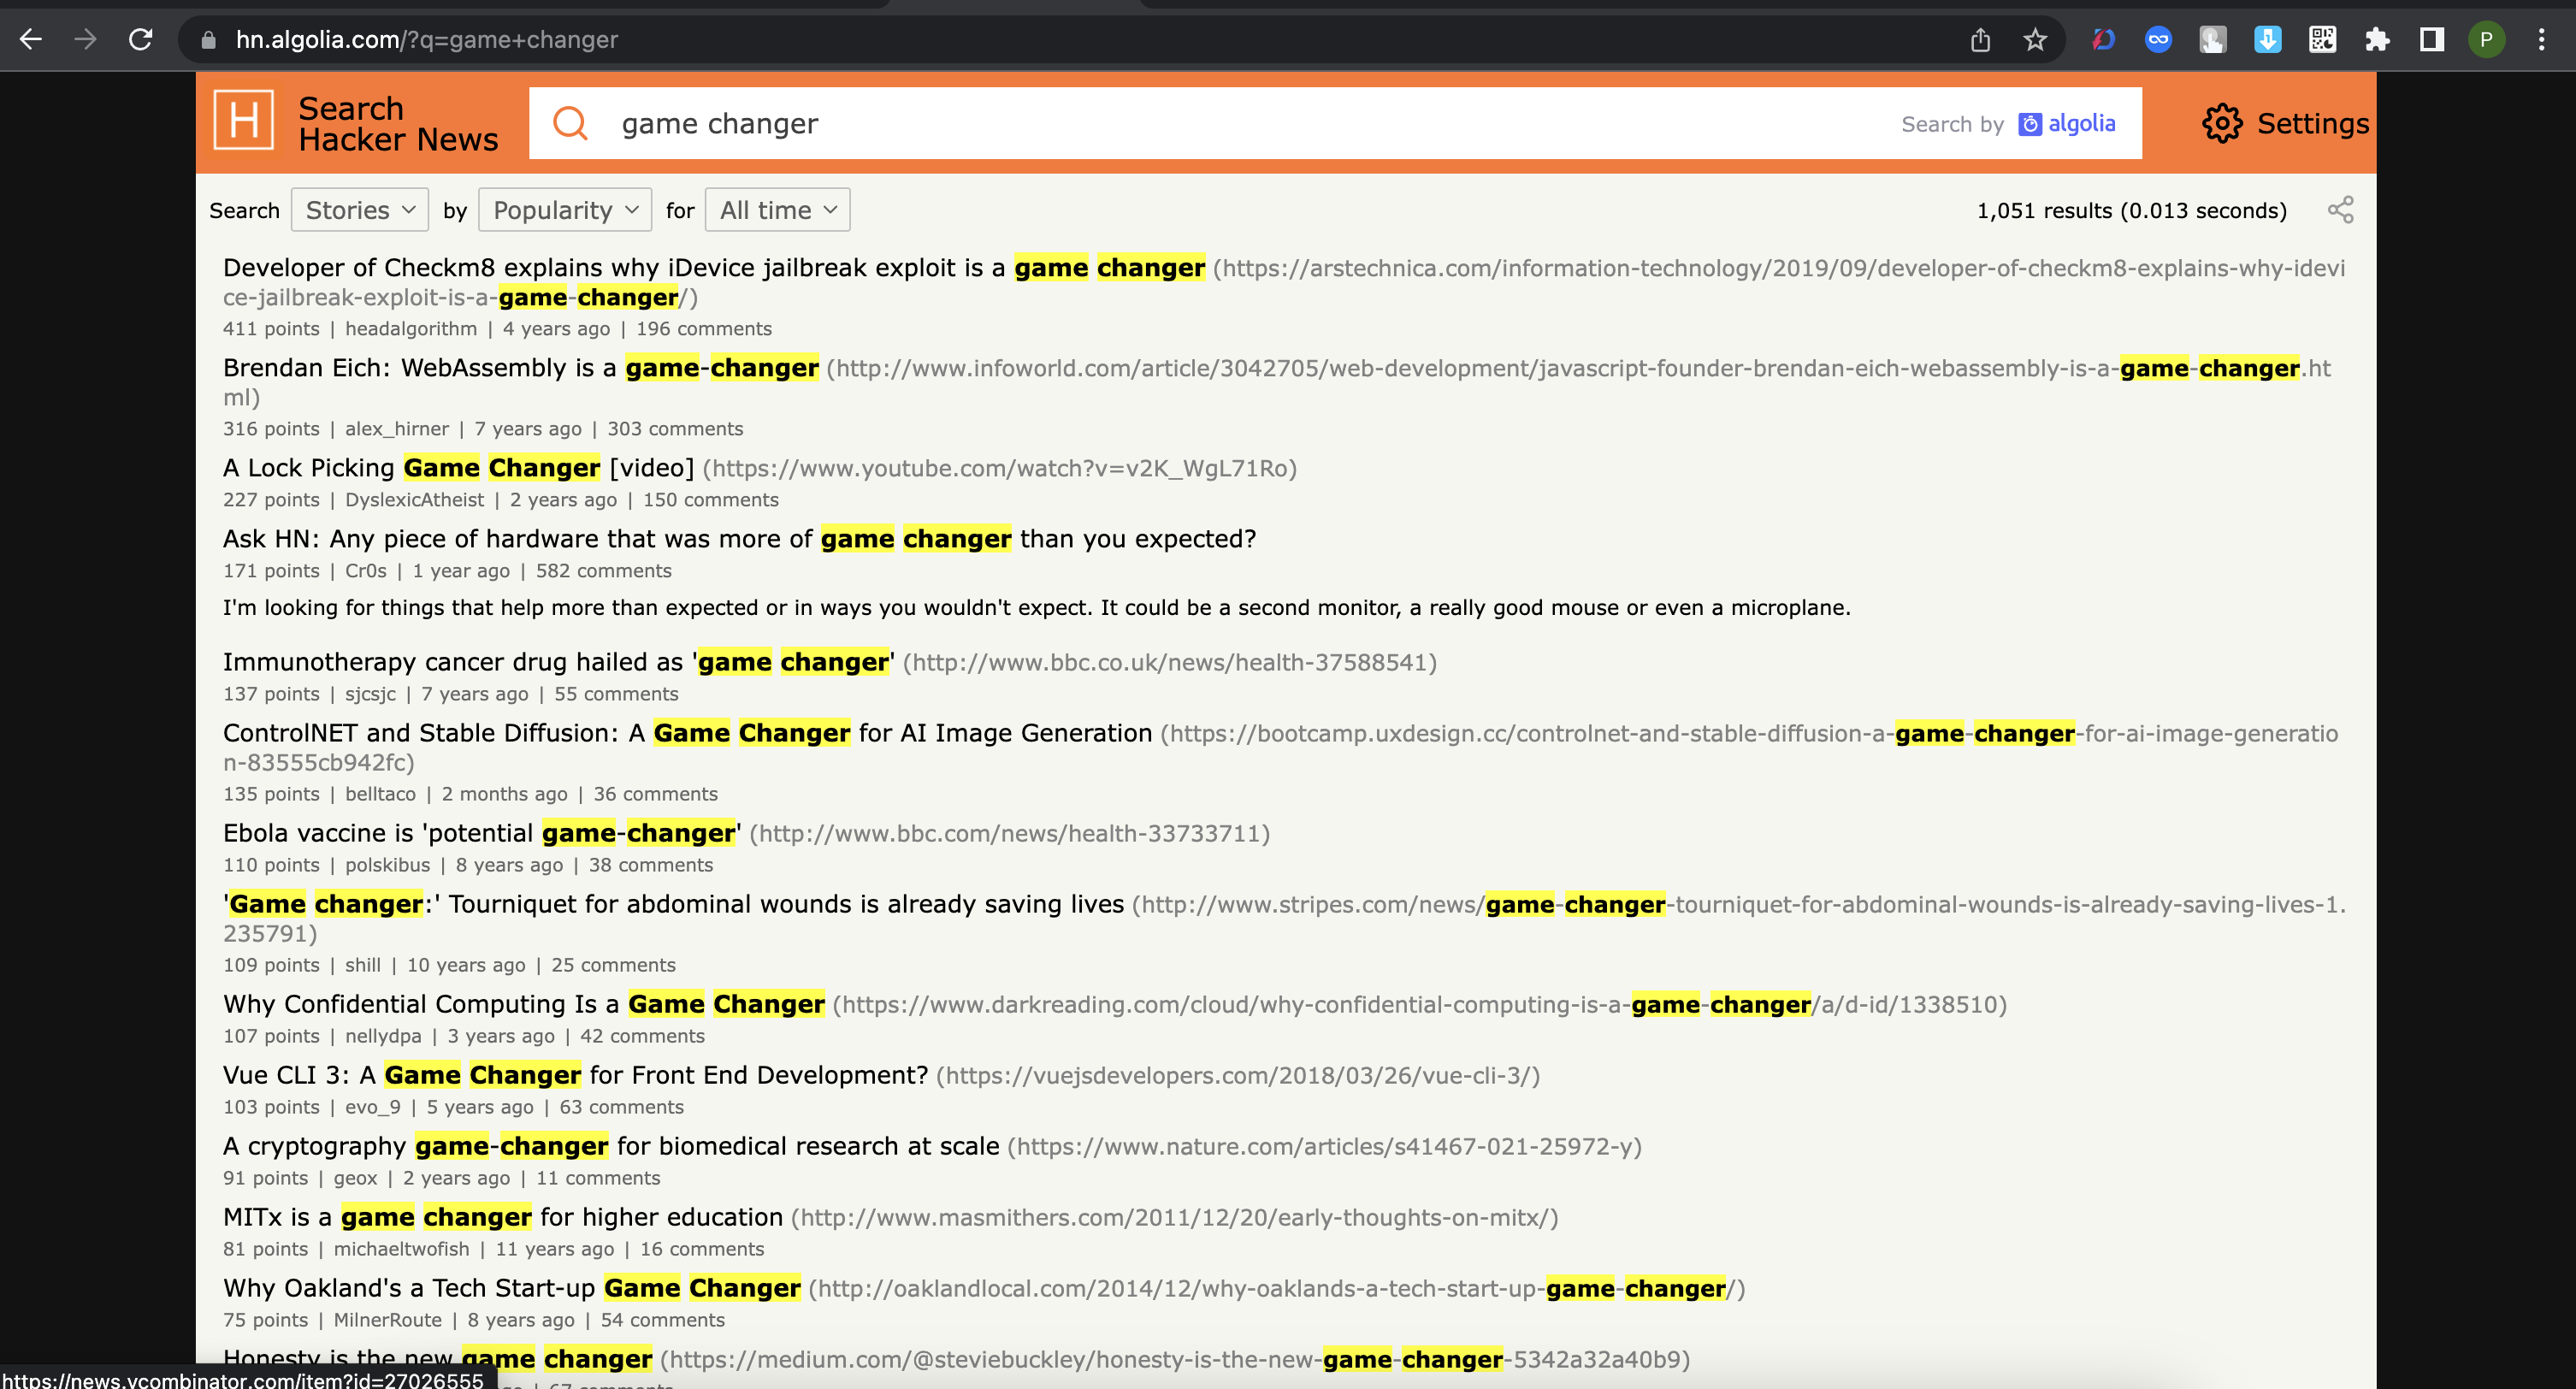 hn.algolia.com/?q=game+changer
P
H
Search
Hacker News
game changer
Search by algolia
Settings
Search Stories by Popularity for All time
1,051 results (0.013 seconds)
Developer of Checkm8 explains why iDevice jailbreak exploit is a game changer (https://arstechnica.com/information-technology/2019/09/developer-of-checkm8-explains-why-idevi
ce-jailbreak-exploit-is-a-game-changer/)
411 points | headalgorithm | 4 years ago | 196 comments
Brendan Eich: WebAssembly is a game-changer (http://www.infoworld.com/article/3042705/web-development/javascript-founder-brendan-eich-webassembly-is-a-game-changer.ht
ml)
316 points | alex_hirner | 7 years ago | 303 comments
A Lock Picking Game Changer [video] (https://www.youtube.com/watch?v=v2K_WgL71Ro)
227 points | DyslexicAtheist | 2 years ago | 150 comments
Ask HN: Any piece of hardware that was more of game changer than you expected?
171 points | Cr0s | 1 year ago | 582 comments
I'm looking for things that help more than expected or in ways you wouldn't expect. It could be a second monitor, a really good mouse or even a microplane.
Immunotherapy cancer drug hailed as 'game changer' (http://www.bbc.co.uk/news/health-37588541)
137 points | sjcsjc | 7 years ago | 55 comments
ControlNET and Stable Diffusion: A Game Changer for AI Image Generation (https://bootcamp.uxdesign.cc/controlnet-and-stable-diffusion-a-game-changer-for-ai-image-generatio
n-83555cb942fc)
135 points | belltaco | 2 months ago | 36 comments
Ebola vaccine is 'potential game-changer' (http://www.bbc.com/news/health-33733711)
110 points | polskibus | 8 years ago | 38 comments
'Game changer:' Tourniquet for abdominal wounds is already saving lives (http://www.stripes.com/news/game-changer-tourniquet-for-abdominal-wounds-is-already-saving-lives-1.
235791)
109 points | shill | 10 years ago | 25 comments
Why Confidential Computing Is a Game Changer (https://www.darkreading.com/cloud/why-confidential-computing-is-a-game-changer/a/d-id/1338510)
107 points | nellydpa | 3 years ago | 42 comments
Vue CLI 3: A Game Changer for Front End Development? (https://vuejsdevelopers.com/2018/03/26/vue-cli-3/)
103 points | evo_9 | 5 years ago | 63 comments
A cryptography game-changer for biomedical research at scale (https://www.nature.com/articles/s41467-021-25972-y)
91 points | geox | 2 years ago | 11 comments
MITx is a game changer for higher education (http://www.masmithers.com/2011/12/20/early-thoughts-on-mitx/)
81 points | michaeltwofish | 11 years ago | 16 comments
Why Oakland's a Tech Start-up Game Changer (http://oaklandlocal.com/2014/12/why-oaklands-a-tech-start-up-game-changer/)
75 points | MilnerRoute | 8 years ago | 54 comments
Honesty is the new game changer (https://medium.com/@steviebuckley/honesty-is-the-new-game-changer-5342a32a40b9)
https://news.ycombinator.com/item?id=27026555